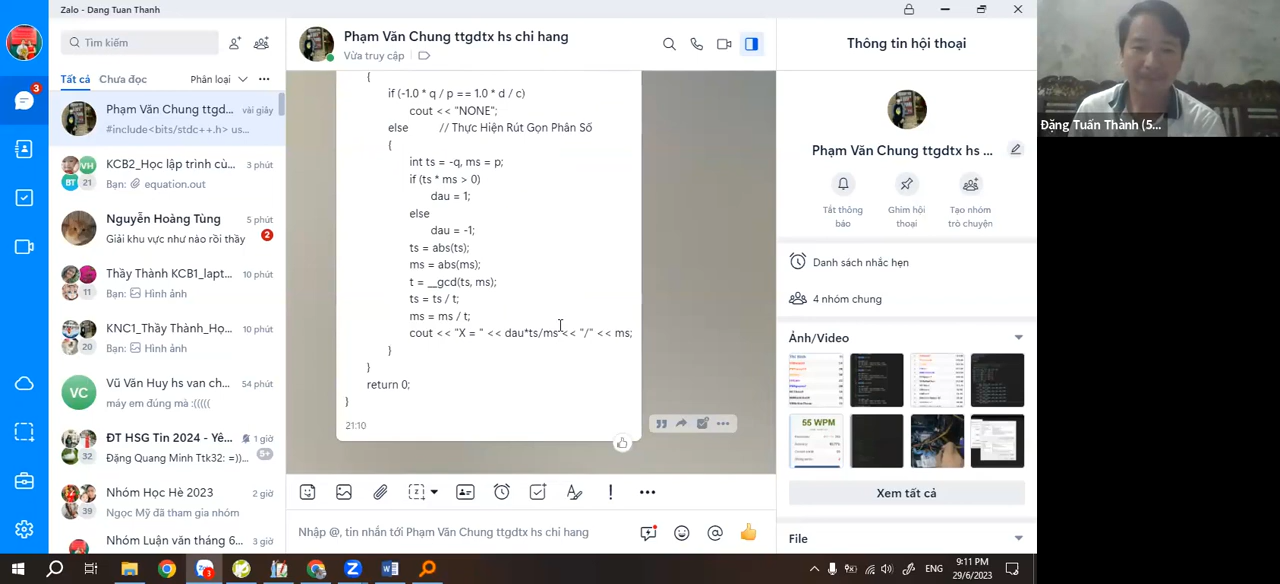 Zalo - Dang Tuan Thanh
Tìm kiếm
Tất cả
Chưa đọc
Phân loại
3
Phạm Văn Chung ttgd...
vài giây
#include<bits/stdc++.h> us...
KCB2_Học lập trình cù...
3 phút
Bạn: equation.out
VH
BT
21
Nguyễn Hoàng Tùng
5 phút
Giải khu vực như nào rồi thầy
2
Thầy Thành KCB1_lapt...
10 phút
Bạn: Hình ảnh
11
KNC1_Thầy Thành_Họ...
10 phút
Bạn: Hình ảnh
20
VC
Vũ Văn Huy hs van ch...
54 phút
máy em đúng mà :(((((
ĐT HSG Tin 2024 - Yê...
1 giờ
Đặng Quang Minh Ttk32: =))...
5+
32
Nhóm Học Hè 2023
2 giờ
Ngọc Mỹ đã tham gia nhóm
39
Nhóm Luận văn tháng 6...
3 giờ
Phạm Văn Chung ttgdtx hs chi hang
Vừa truy cập
{
if (-1.0 * q / p == 1.0 * d / c)
cout << "NONE";
else // Thực Hiện Rút Gọn Phân Số
{
int ts = -q, ms = p;
if (ts * ms > 0)
dau = 1;
else
dau = -1;
ts = abs(ts);
ms = abs(ms);
t = __gcd(ts, ms);
ts = ts / t;
ms = ms / t;
cout << "X = " << dau*ts/ms << "/" << ms;
}
}
return 0;
}
21:10
Nhập @, tin nhắn tới Phạm Văn Chung ttgdtx hs chi hang
Thông tin hội thoại
Phạm Văn Chung ttgdtx hs ...
Tắt thông báo
Ghim hội thoại
Tạo nhóm trò chuyện
Danh sách nhắc hẹn
4 nhóm chung
Ảnh/Video
55 WPM
Xem tất cả
File
Đặng Tuấn Thành (5...
ENG
9:11 PM
29/6/2023